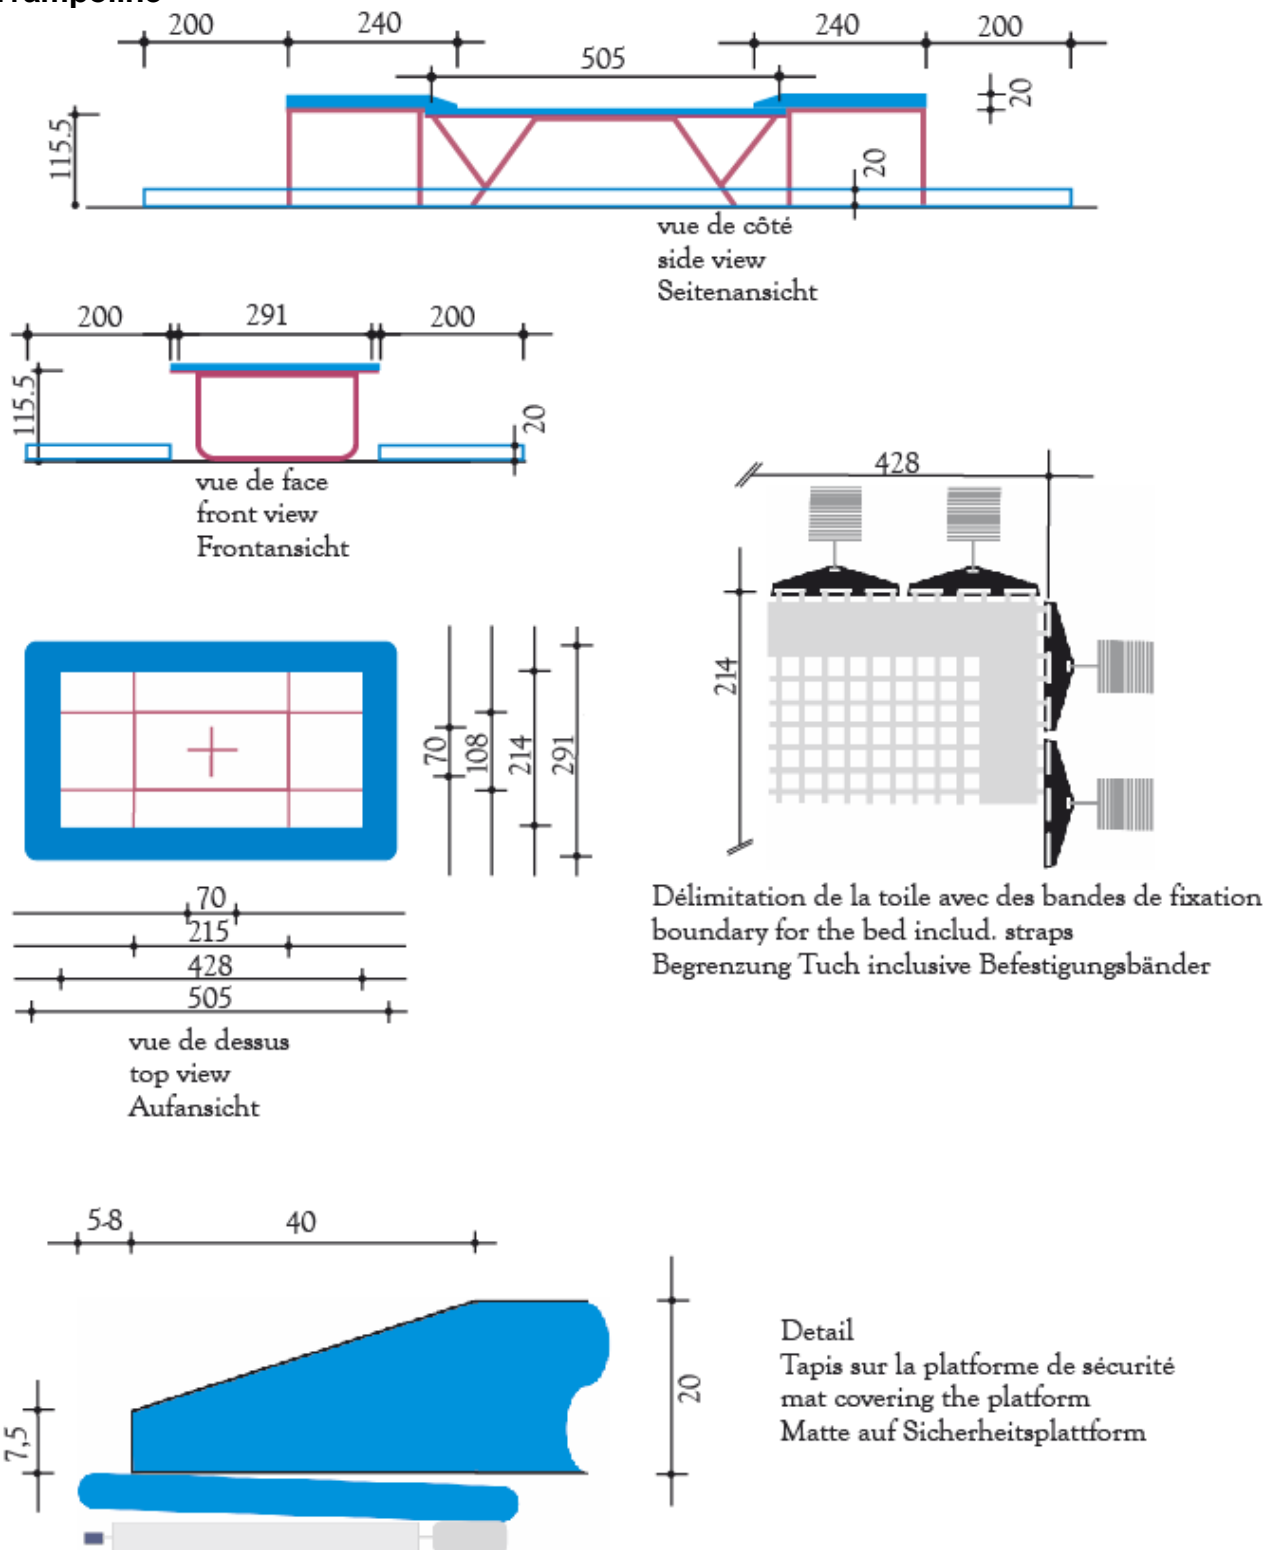 Trampoline
200
240
240
200
505
20
115.5
20
vue de côté
side view
Seitenansicht
200
291
200
115.5
20
vue de face
front view
Frontansicht
428
214
70
108
214
291
70
215
428
505
vue de dessus
top view
Aufansicht
Délimitation de la toile avec des bandes de fixation
boundary for the bed includ. straps
Begrenzung Tuch inclusive Befestigungsbänder
5-8
40
7,5
20
Detail
Tapis sur la platforme de sécurité
mat covering the platform
Matte auf Sicherheitsplattform